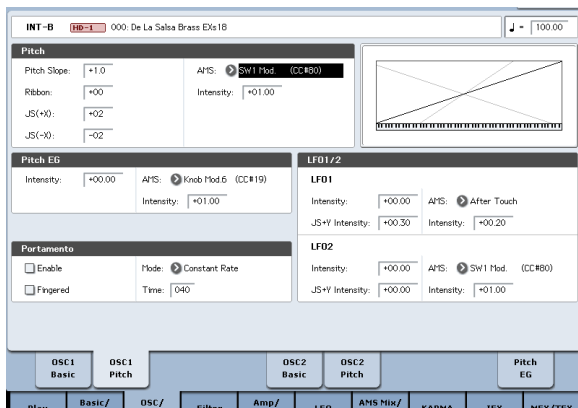 INT-B HD-1 000: De La Salsa Brass EXs18 ♩= 100.00
Pitch
Pitch Slope: +1.0 AMS: SW1 Mod. (CC#80)
Ribbon: +00 Intensity: +01.00
JS(+X): +02
JS(-X): -02
Pitch EG
Intensity: +00.00 AMS: Knob Mod.6 (CC#19)
Intensity: +01.00
Portamento
Enable Mode: Constant Rate
Fingered Time: 040
LFO1/2
LFO1
Intensity: +00.00 AMS: After Touch
JS+Y Intensity: +00.30 Intensity: +00.20
LFO2
Intensity: +00.00 AMS: SW1 Mod. (CC#80)
JS+Y Intensity: +00.00 Intensity: +01.00
OSC1 Basic
OSC1 Pitch
OSC2 Basic
OSC2 Pitch
Pitch EG
Play Basic/ OSC/ Filter Amp/ LFO AMS Mix/ KARMA IFX MFX/TFX